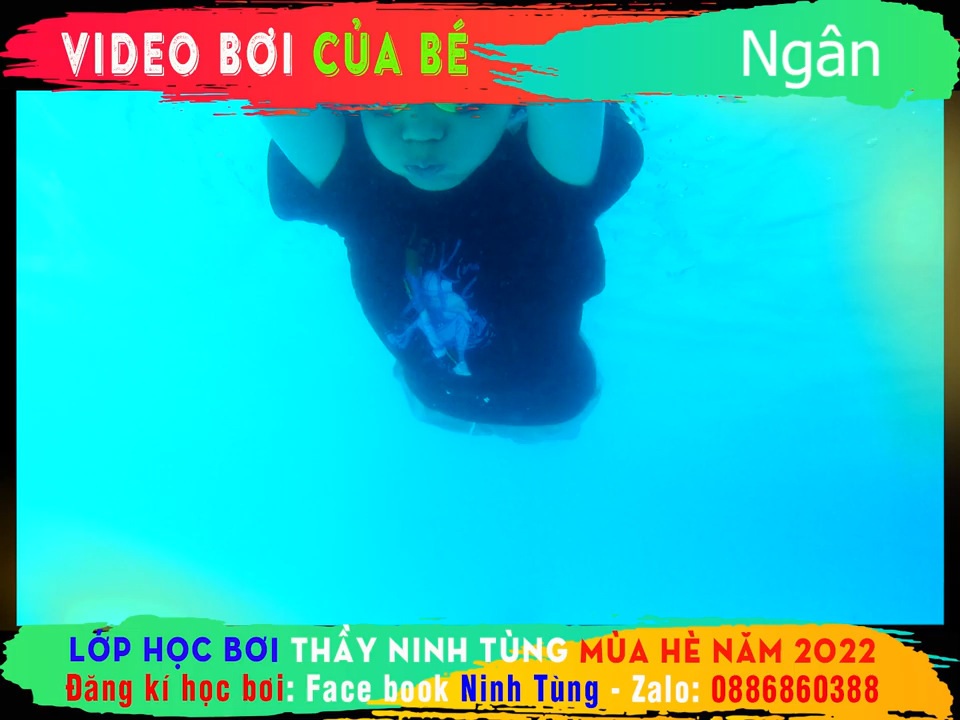 VIDEO BƠI CỦA BÉ
Ngân
LỚP HỌC BƠI THẦY NINH TÙNG MÙA HÈ NĂM 2022
Đăng kí học bơi: Face book Ninh Tùng - Zalo: 0886860388